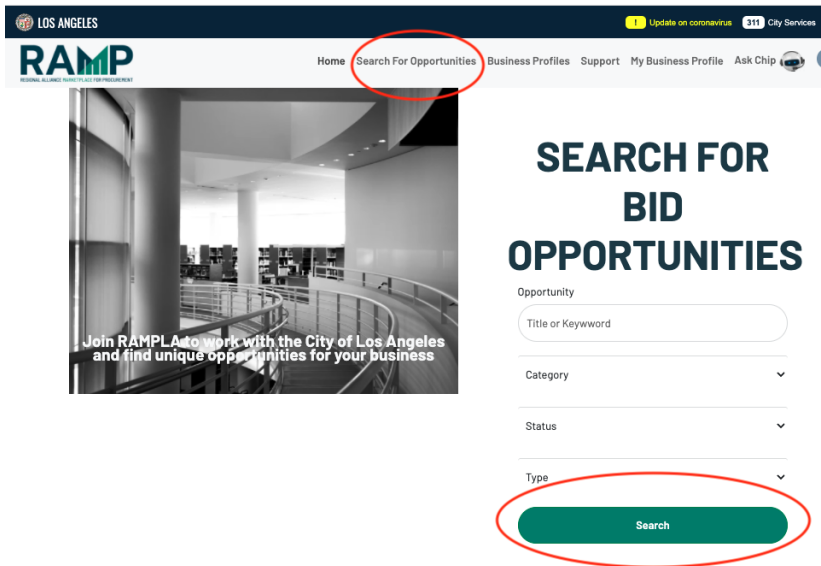 LOS ANGELES
! Update on coronavirus 311 City Services
RAMP
REGIONAL ALLIANCE MARKETPLACE FOR PROCUREMENT
Home Search For Opportunities Business Profiles Support My Business Profile Ask Chip
Join RAMPLA to work with the City of Los Angeles
and find unique opportunities for your business
SEARCH FOR
BID
OPPORTUNITIES
Opportunity
Title or Keywword
Category
Status
Type
Search